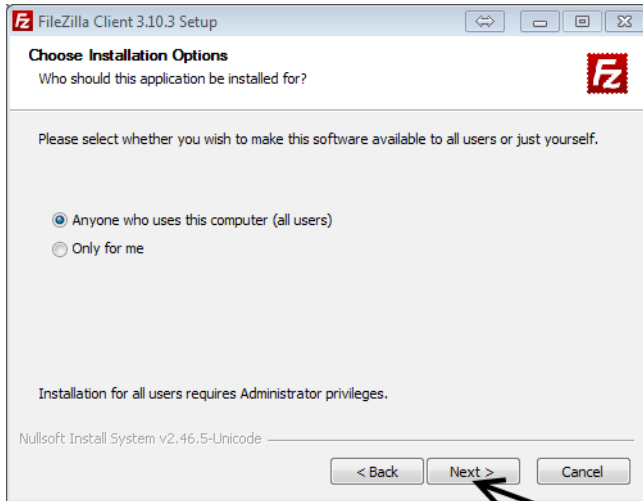 FileZilla Client 3.10.3 Setup
Choose Installation Options
Who should this application be installed for?
Fz
Please select whether you wish to make this software available to all users or just yourself.
Anyone who uses this computer (all users)
Only for me
Installation for all users requires Administrator privileges.
Nullsoft Install System v2.46.5-Unicode
< Back Next > Cancel